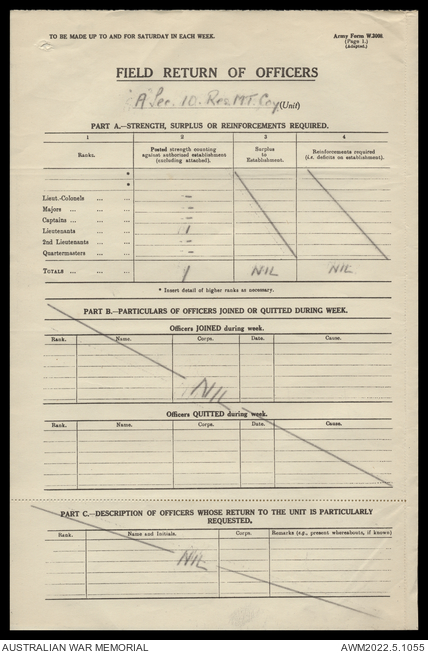 TO BE MADE UP TO AND FOR SATURDAY IN EACH WEEK.
Army Form W.3008.
(Page 1.)
(Adapted.)
FIELD RETURN OF OFFICERS
"A" Sec. 10. Res M.T. Coy (Unit)
PART A.—STRENGTH, SURPLUS OR REINFORCEMENTS REQUIRED.
1 2 3 4
Ranks. Posted strength counting against authorized establishment (excluding attached). Surplus to Establishment. Reinforcements required (i.e. deficits on establishment).
*
*
Lieut.-Colonels ... ... -
Majors ... ... ... -
Captains ... ... ... -
Lieutenants ... ... 1
2nd Lieutenants ... ... -
Quartermasters ... ... -
TOTALS ... ... ... 1 NIL NIL
* Insert detail of higher ranks as necessary.
PART B.—PARTICULARS OF OFFICERS JOINED OR QUITTED DURING WEEK.
Officers JOINED during week.
Rank. Name. Corps. Date. Cause.
NIL
Officers QUITTED during week.
Rank. Name. Corps. Date. Cause.
PART C.—DESCRIPTION OF OFFICERS WHOSE RETURN TO THE UNIT IS PARTICULARLY
REQUESTED.
Rank. Name and Initials. Corps. Remarks (e.g., present whereabouts, if known)
NIL
AUSTRALIAN WAR MEMORIAL
AWM2022.5.1055